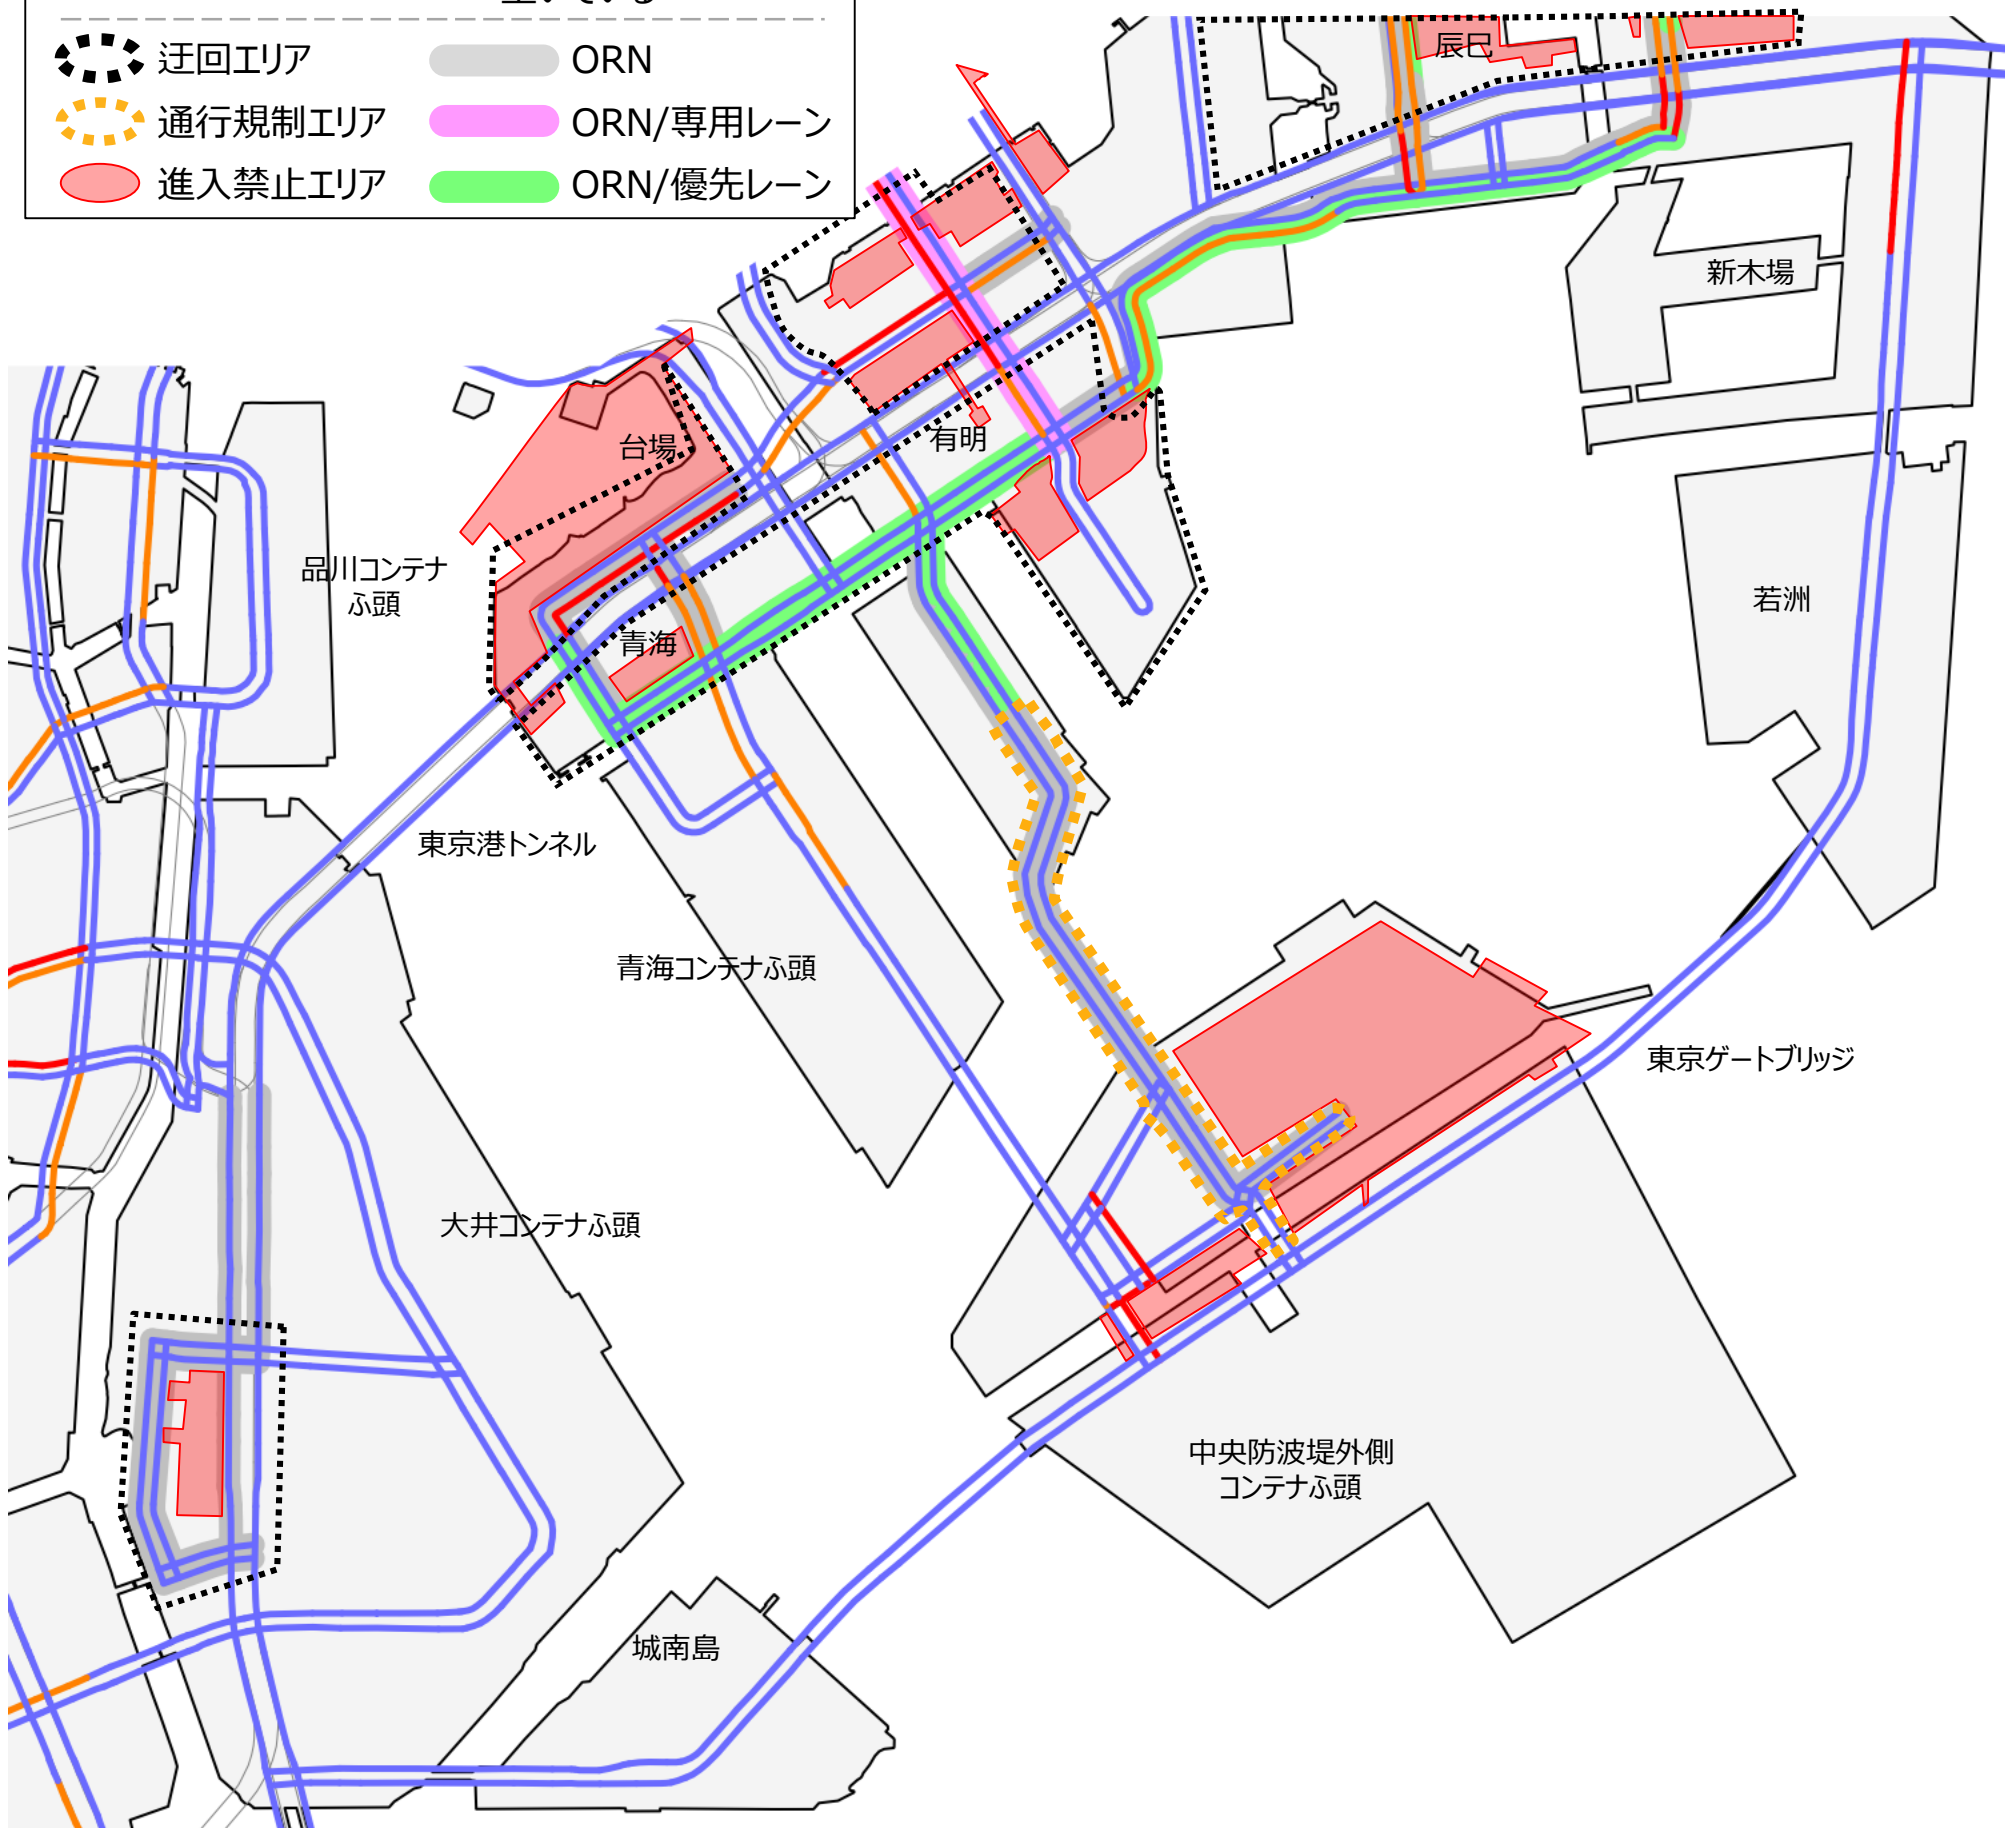 空いている
迂回エリア
ORN
通行規制エリア
ORN/専用レーン
進入禁止エリア
ORN/優先レーン
辰巳
新木場
有明
台場
品川コンテナ
ふ頭
青海
若洲
東京港トンネル
青海コンテナふ頭
東京ゲートブリッジ
大井コンテナふ頭
中央防波堤外側
コンテナふ頭
城南島